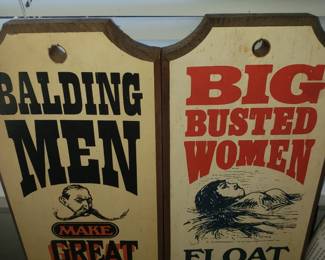 BALDING
MEN
MAKE
GREAT
BIG
BUSTED
WOMEN
FLOAT